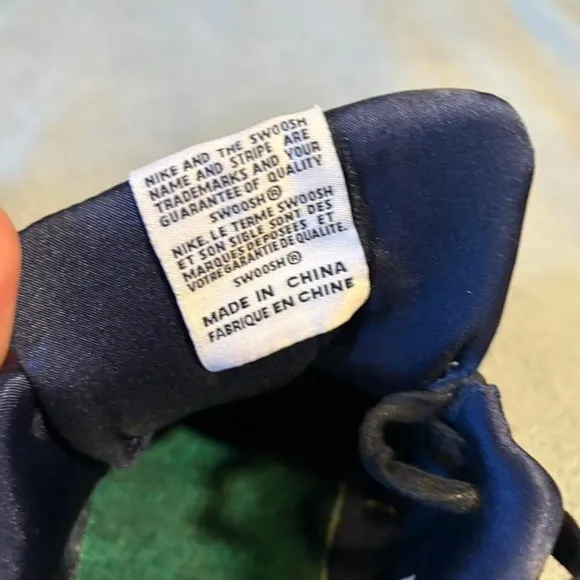 NIKE AND THE SWOOSH
NAME AND STRIPE ARE
TRADEMARKS AND YOUR
GUARANTEE OF QUALITY
SWOOSH®
NIKE, LE TERME SWOOSH
ET SON SIGLE SONT DES
MARQUES DEPOSÉES ET
VOTRE GARANTIE DE QUALITE.
SWOOSH®
MADE IN CHINA
FABRIQUE EN CHINE